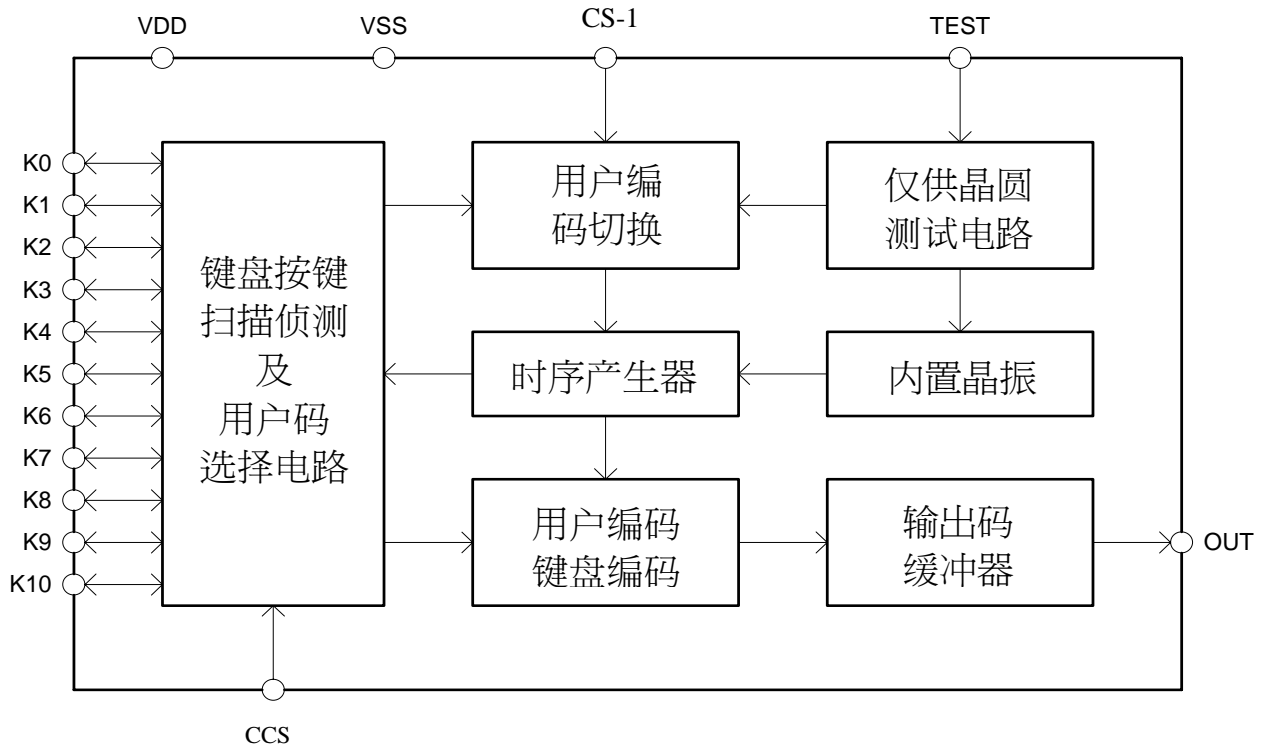 VDD
VSS
CS-1
TEST
K0
K1
K2
K3
K4
K5
K6
K7
K8
K9
K10
键盘按键
扫描侦测
及
用户码
选择电路
用户编
码切换
仅供晶圆
测试电路
时序产生器
内置晶振
用户编码
键盘编码
输出码
缓冲器
OUT
CCS